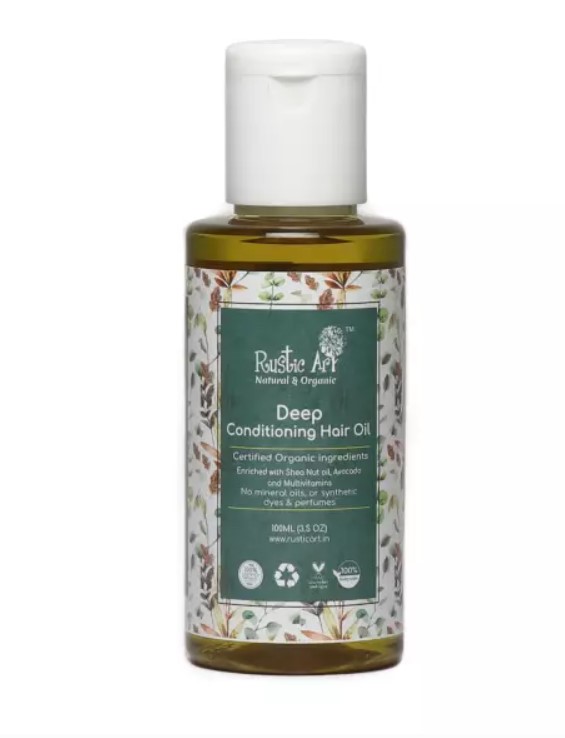 Rustic Art ™
Natural & Organic
Deep
Conditioning Hair Oil
Certified Organic ingredients
Enriched with Shea Nut oil, Avocado
and Multivitamins
No mineral oils, or synthetic
dyes & perfumes
100ML (3.5 OZ)
www.rusticart.in
100%